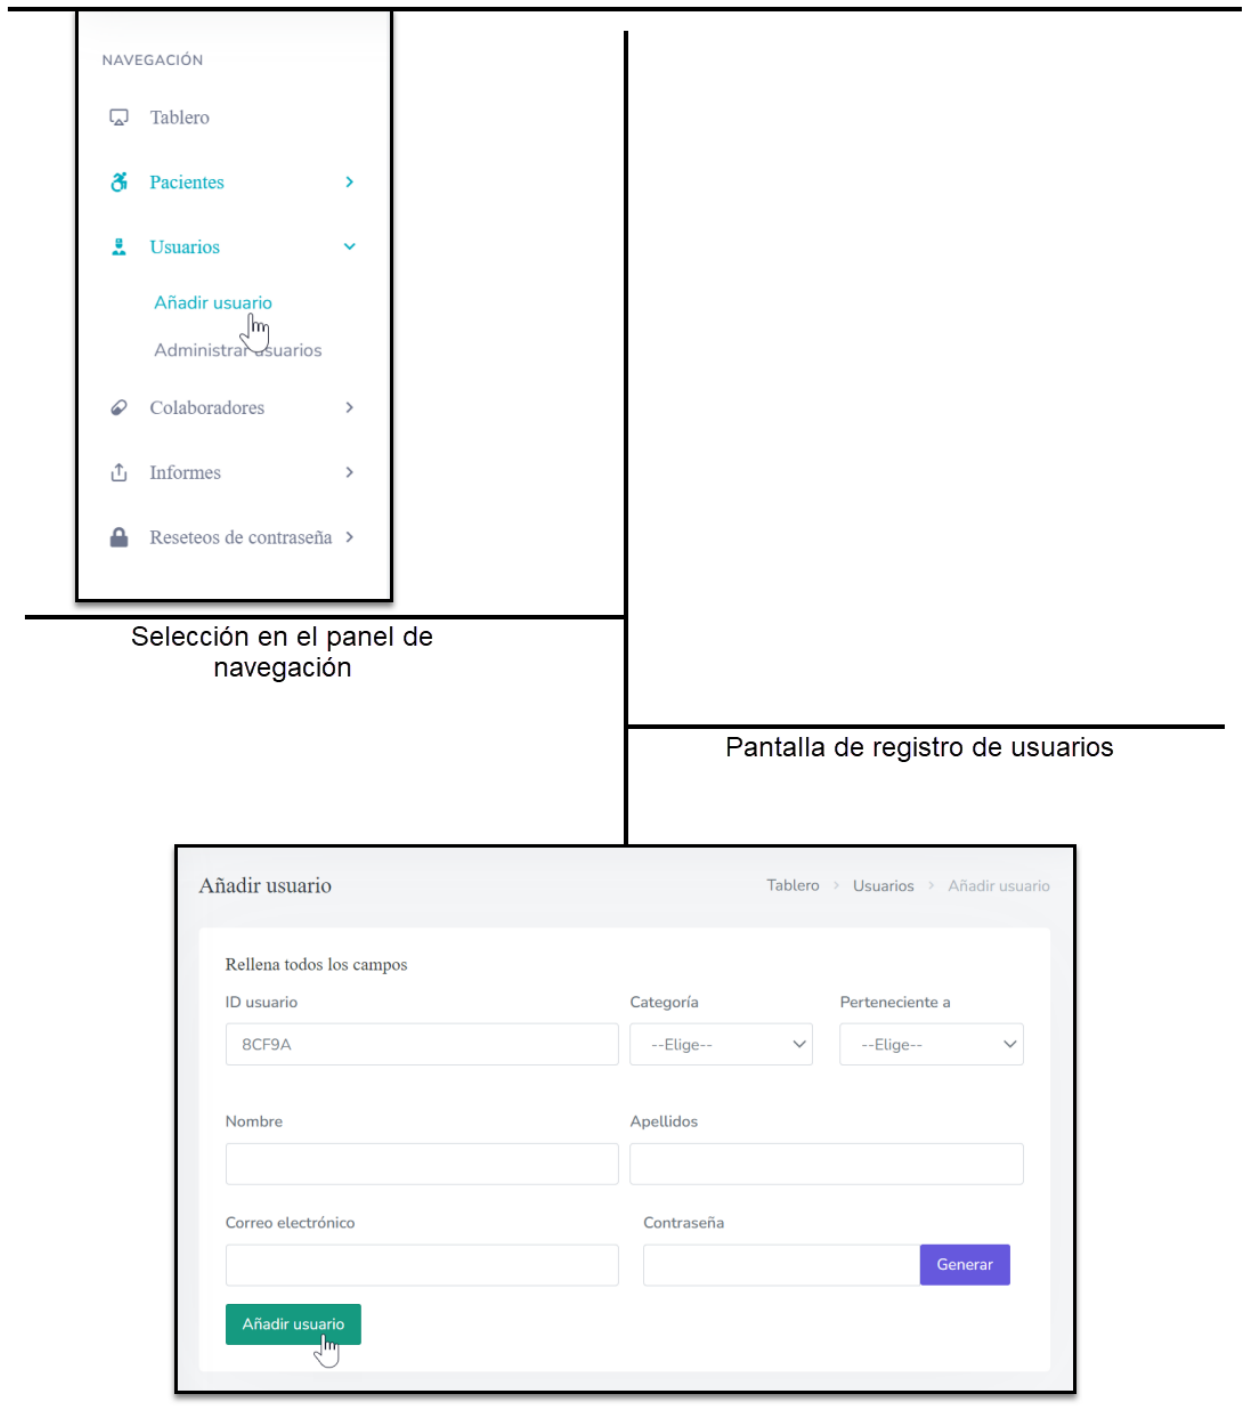 NAVEGACIÓN
Tablero
Pacientes
Usuarios
Añadir usuario
Administrar usuarios
Colaboradores
Informes
Reseteos de contraseña
Selección en el panel de
navegación
Pantalla de registro de usuarios
Añadir usuario
Tablero > Usuarios > Añadir usuario
Rellena todos los campos
ID usuario
Categoría
Perteneciente a
8CF9A
--Elige--
--Elige--
Nombre
Apellidos
Correo electrónico
Contraseña
Generar
Añadir usuario